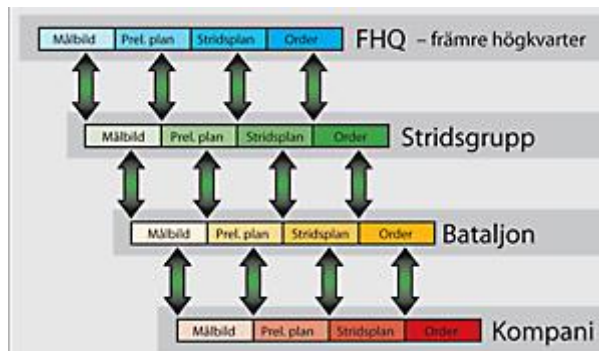 Målbild Prel. plan Stridsplan Order FHQ – främre högkvarter
Målbild Prel. plan Stridsplan Order Stridsgrupp
Målbild Prel. plan Stridsplan Order Bataljon
Målbild Prel. plan Stridsplan Order Kompani